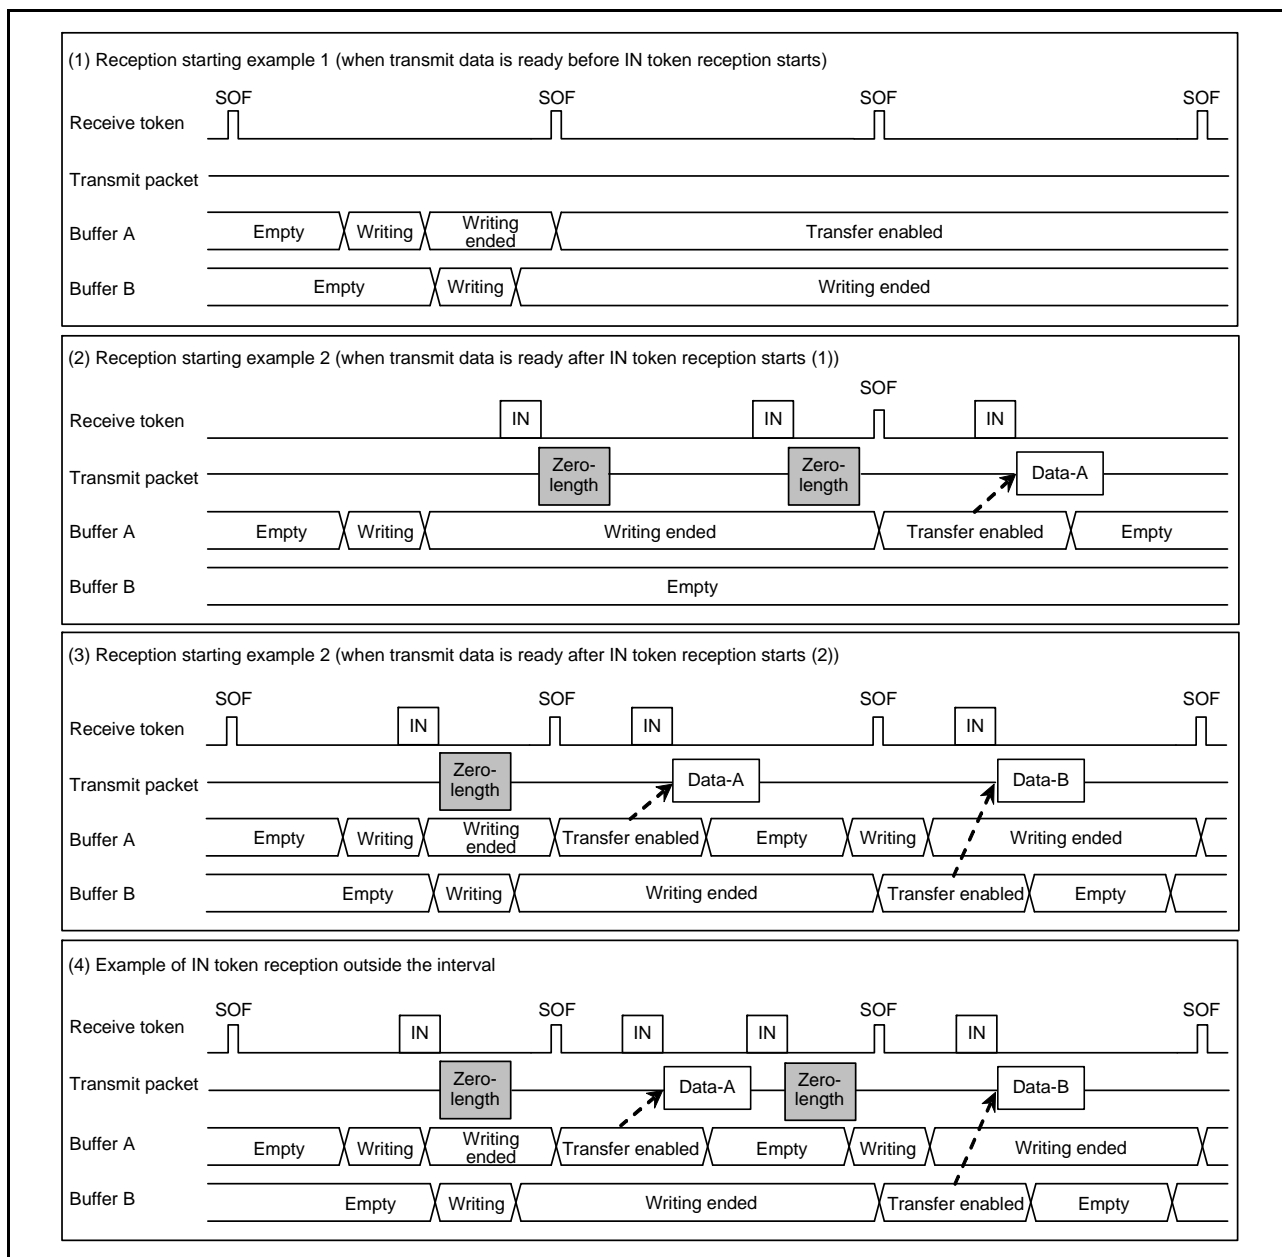 (1) Reception starting example 1 (when transmit data is ready before IN token reception starts)
SOF SOF SOF SOF
Receive token
Transmit packet
Buffer A Empty Writing Writing ended Transfer enabled
Buffer B Empty Writing Writing ended
(2) Reception starting example 2 (when transmit data is ready after IN token reception starts (1))
SOF
Receive token IN IN IN
Transmit packet Zero-length Zero-length Data-A
Buffer A Empty Writing Writing ended Transfer enabled Empty
Buffer B Empty
(3) Reception starting example 2 (when transmit data is ready after IN token reception starts (2))
SOF SOF SOF SOF
Receive token IN IN IN
Transmit packet Zero-length Data-A Data-B
Buffer A Empty Writing Writing ended Transfer enabled Empty Writing Writing ended
Buffer B Empty Writing Writing ended Transfer enabled Empty
(4) Example of IN token reception outside the interval
SOF SOF SOF SOF
Receive token IN IN IN IN
Transmit packet Zero-length Data-A Zero-length Data-B
Buffer A Empty Writing Writing ended Transfer enabled Empty Writing Writing ended
Buffer B Empty Writing Writing ended Transfer enabled Empty